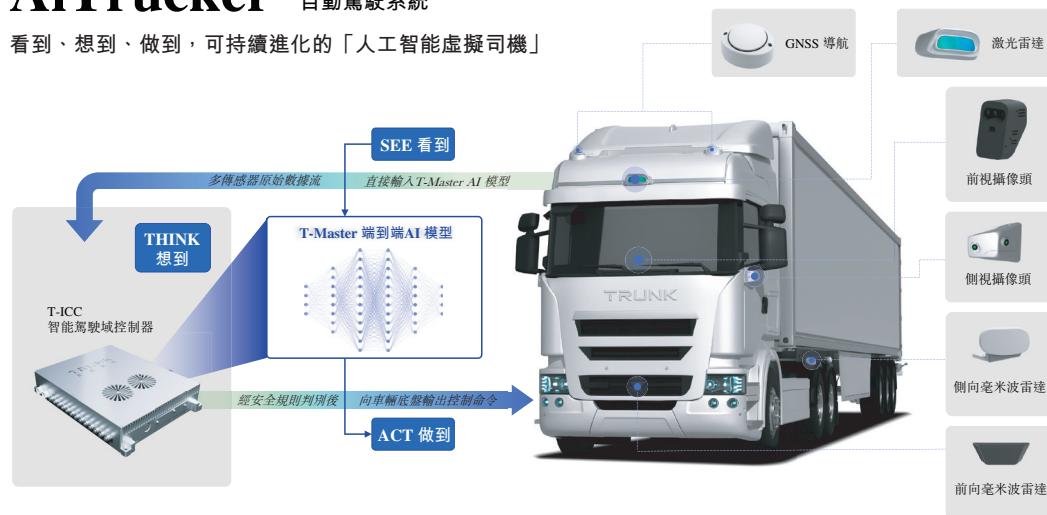 AiTrucker 自動駕駛系統
看到、想到、做到，可持續進化的「人工智能虛擬司機」
GNSS 導航
激光雷達
前視攝像頭
側視攝像頭
側向毫米波雷達
前向毫米波雷達
SEE 看到
多傳感器原始數據流 直接輸入T-Master AI 模型
THINK
想到
T-Master 端到端AI 模型
T-ICC
智能駕駛域控制器
經安全規則判別後 向車輛底盤輸出控制命令
ACT 做到
TRUNK